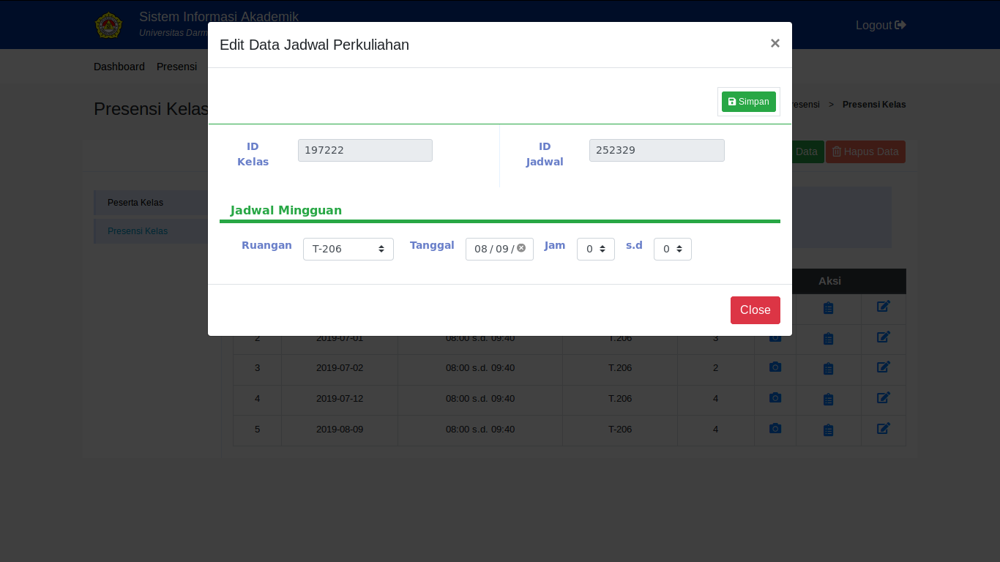 Sistem Informasi Akademik
Universitas Darm
Logout
Dashboard Presensi
Edit Data Jadwal Perkuliahan ×
Simpan
Presensi Kelas
resensi > Presensi Kelas
ID Kelas 197222
ID Jadwal 252329
Data Hapus Data
Peserta Kelas
Presensi Kelas
Jadwal Mingguan
Ruangan T-206 Tanggal 08 / 09 / Jam 0 s.d 0
Close
Aksi
2 2019-07-01 08:00 s.d. 09:40 T.206 3
3 2019-07-02 08:00 s.d. 09:40 T.206 2
4 2019-07-12 08:00 s.d. 09:40 T.206 4
5 2019-08-09 08:00 s.d. 09:40 T-206 4